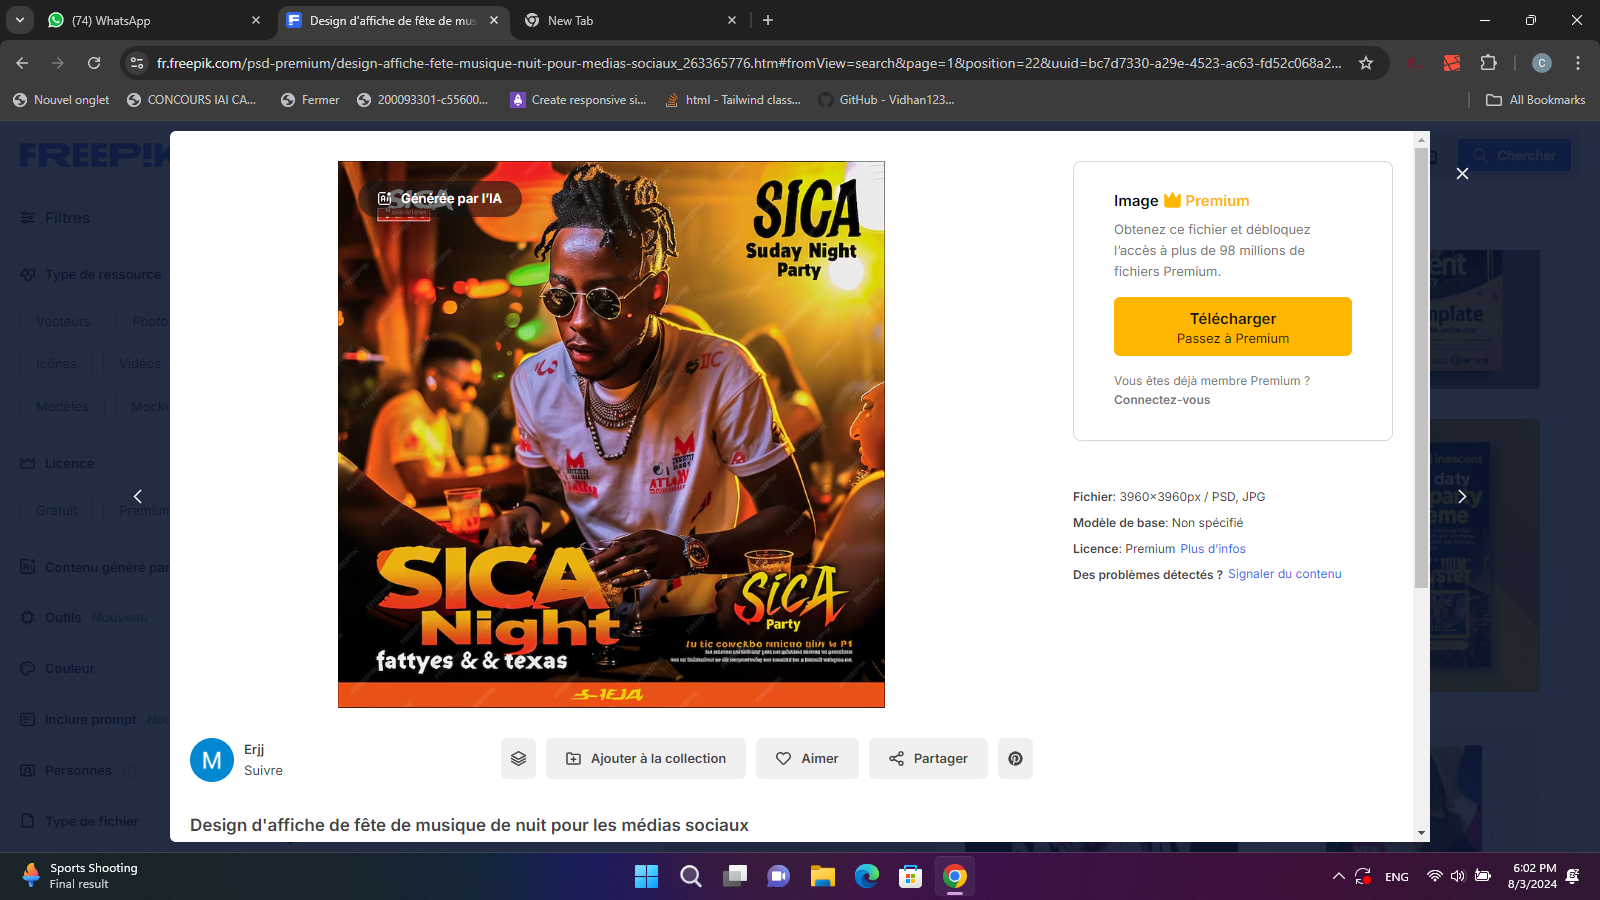 (74) WhatsApp
Design d'affiche de fête de mus
New Tab
fr.freepik.com/psd-premium/design-affiche-fete-musique-nuit-pour-medias-sociaux_263365776.htm#fromView=search&page=1&position=22&uuid=bc7d7330-a29e-4523-ac63-fd52c068a2...
C
Nouvel onglet
CONCOURS IAI CA...
Fermer
200093301-c55600...
Create responsive si...
html - Tailwind class...
GitHub - Vidhan123...
All Bookmarks
FREEPIK
Chercher
Filtres
Type de ressource
Vecteurs
Photo
Icônes
Vidéos
Modèles
Mocku
Licence
Gratuit
Premium
Contenu généré par
Outils Nouveau
Couleur
Inclure prompt Nou
Personnes
Type de fichier
Générée par l'IA
SICA
Suday Night
Party
ATLA
SICA
Night
fattyes & & texas
SICA
Party
S-1EJA
Image Premium
Obtenez ce fichier et débloquez
l'accès à plus de 98 millions de
fichiers Premium.
Télécharger
Passez à Premium
Vous êtes déjà membre Premium ?
Connectez-vous
Fichier: 3960×3960px / PSD, JPG
Modèle de base: Non spécifié
Licence: Premium Plus d'infos
Des problèmes détectés ? Signaler du contenu
M
Erjj
Suivre
Ajouter à la collection
Aimer
Partager
Design d'affiche de fête de musique de nuit pour les médias sociaux
Sports Shooting
Final result
ENG
6:02 PM
8/3/2024